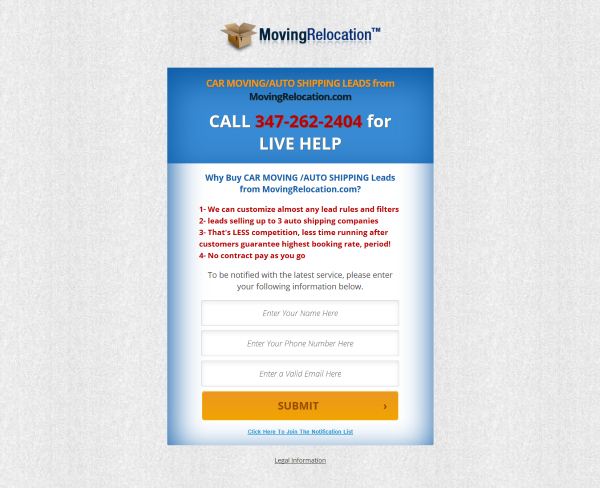 MovingRelocation™
CAR MOVING/AUTO SHIPPING LEADS from
MovingRelocation.com
CALL 347-262-2404 for
LIVE HELP
Why Buy CAR MOVING /AUTO SHIPPING Leads
from MovingRelocation.com?
1- We can customize almost any lead rules and filters
2- leads selling up to 3 auto shipping companies
3- That's LESS competition, less time running after
customers guarantee highest booking rate, period!
4- No contract pay as you go
To be notified with the latest service, please enter
your following information below.
Enter Your Name Here
Enter Your Phone Number Here
Enter a Valid Email Here
SUBMIT ›
Click Here To Join The Notification List
Legal Information